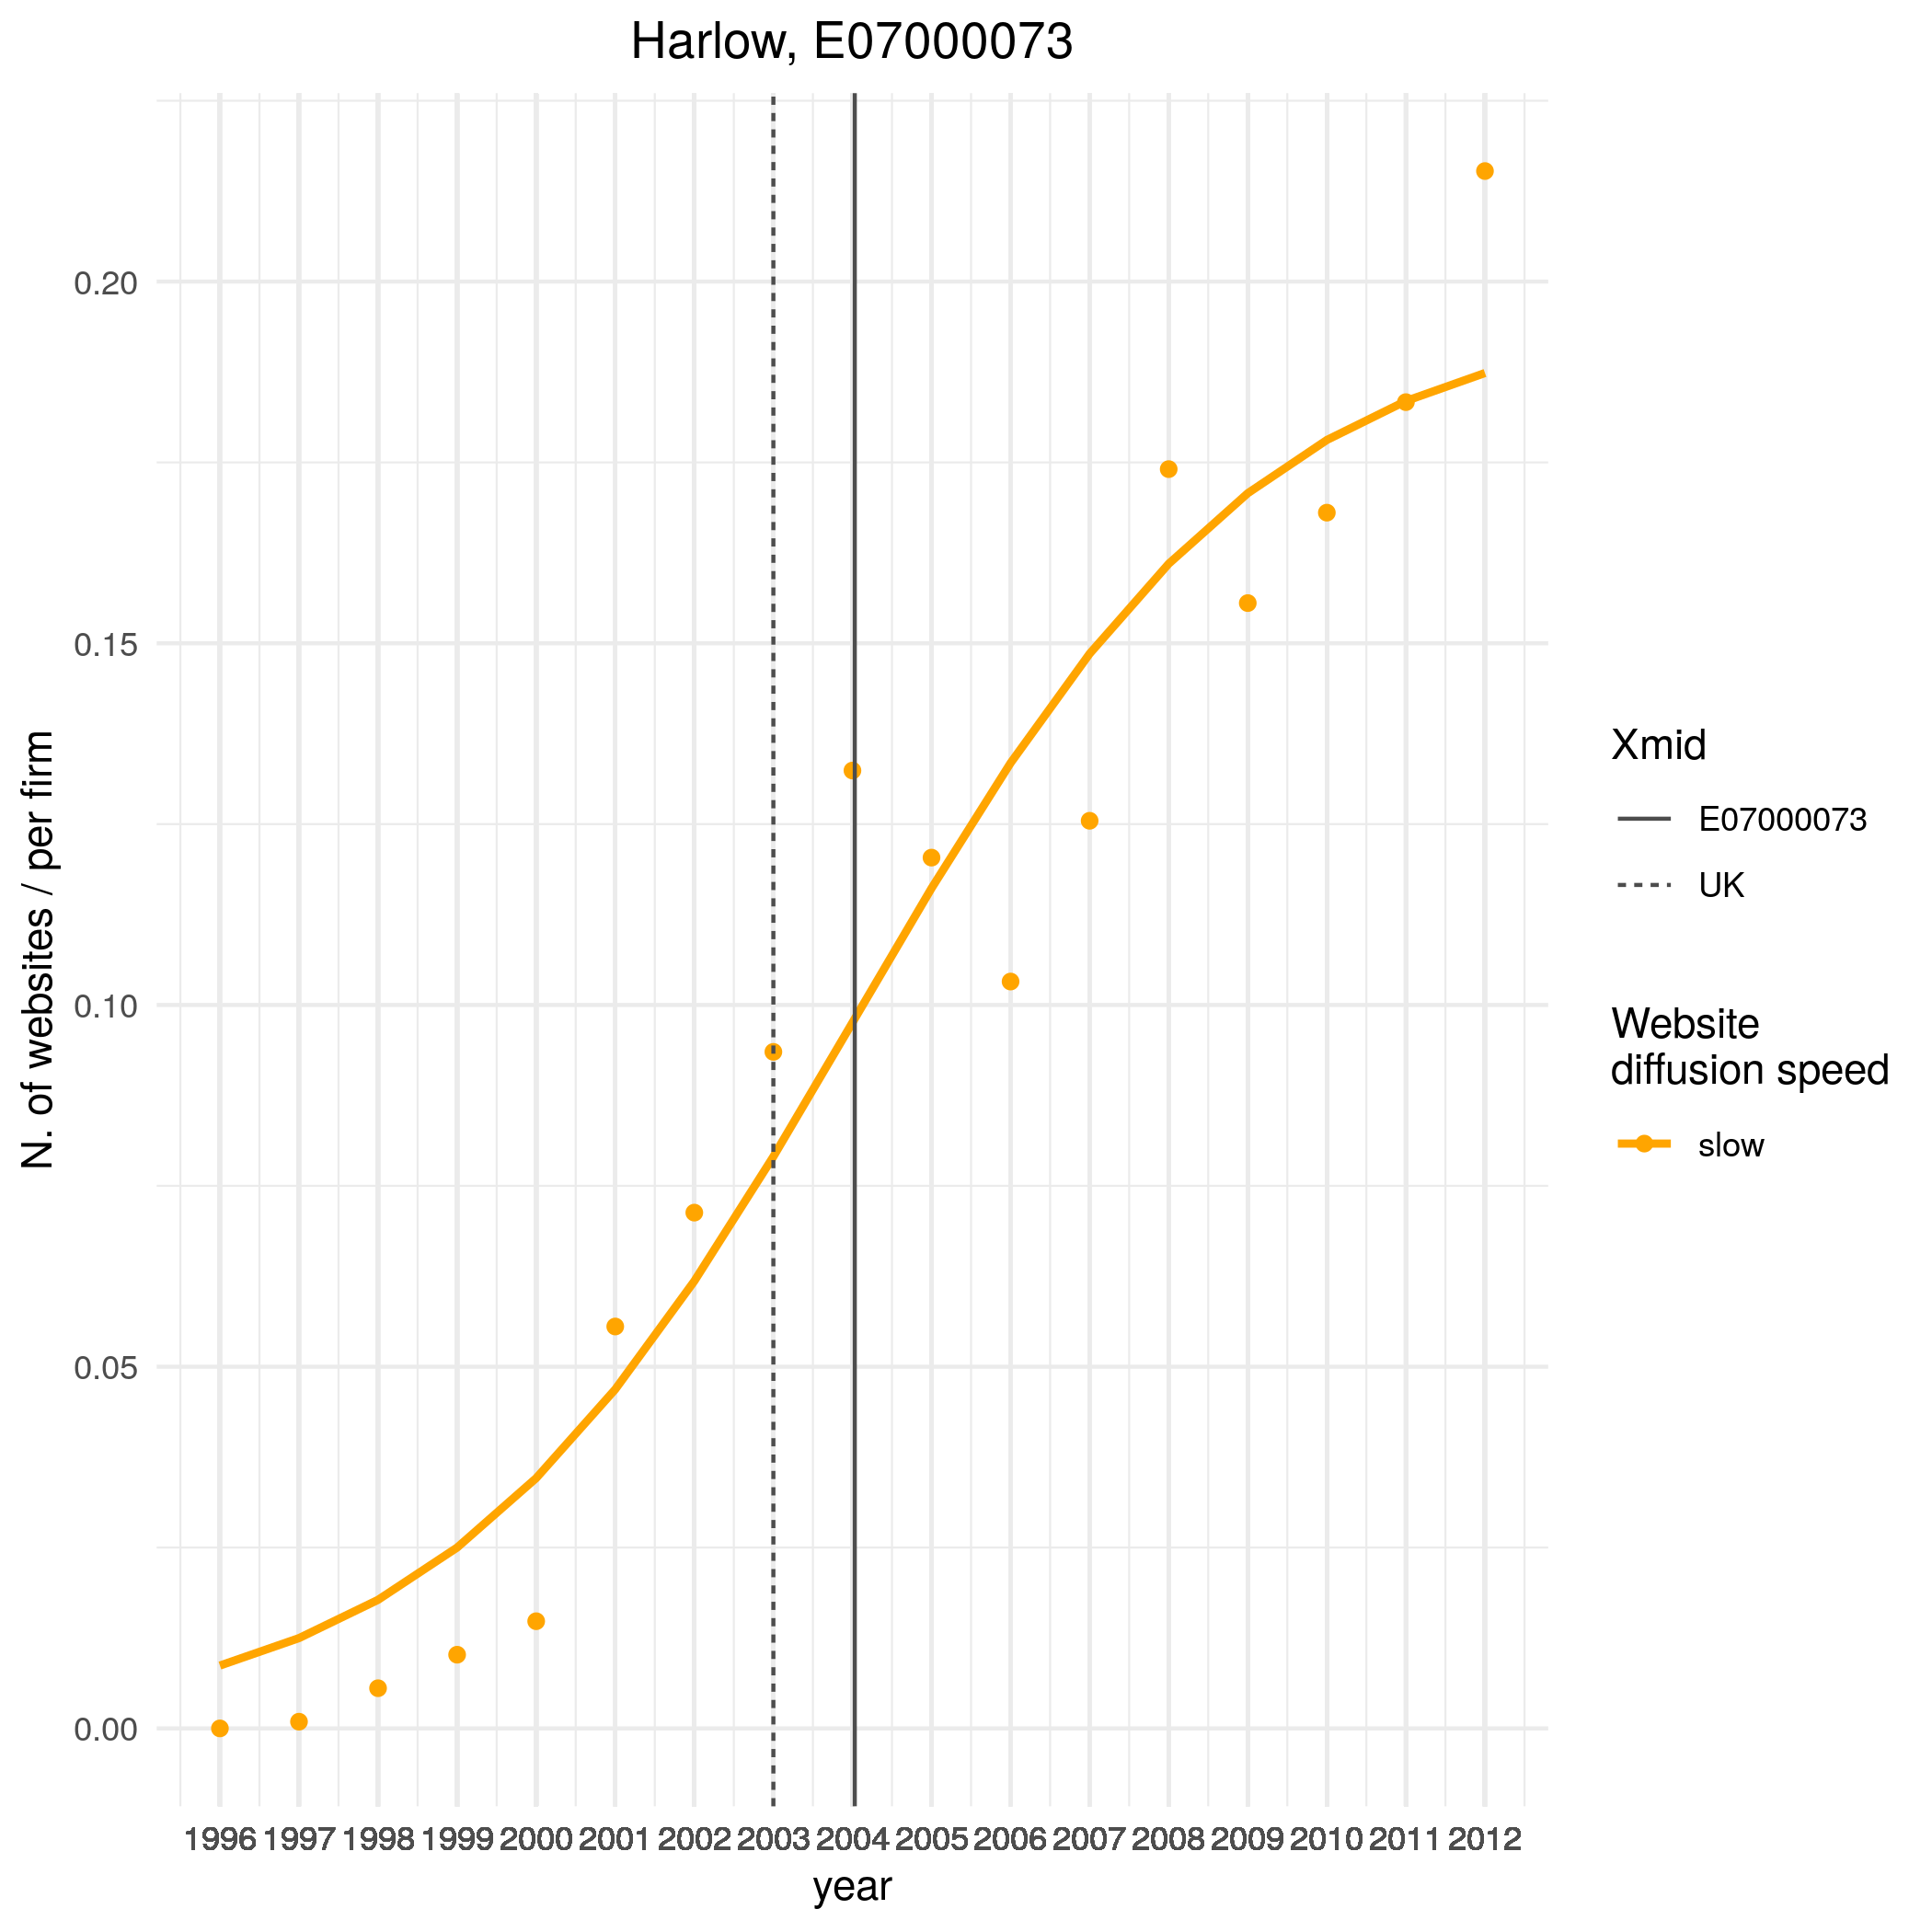 Harlow, E07000073
N. of websites / per firm
0.20
0.15
0.10
0.05
0.00
1996 1997 1998 1999 2000 2001 2002 2003 2004 2005 2006 2007 2008 2009 2010 2011 2012
year
Xmid
E07000073
UK
Website
diffusion speed
slow